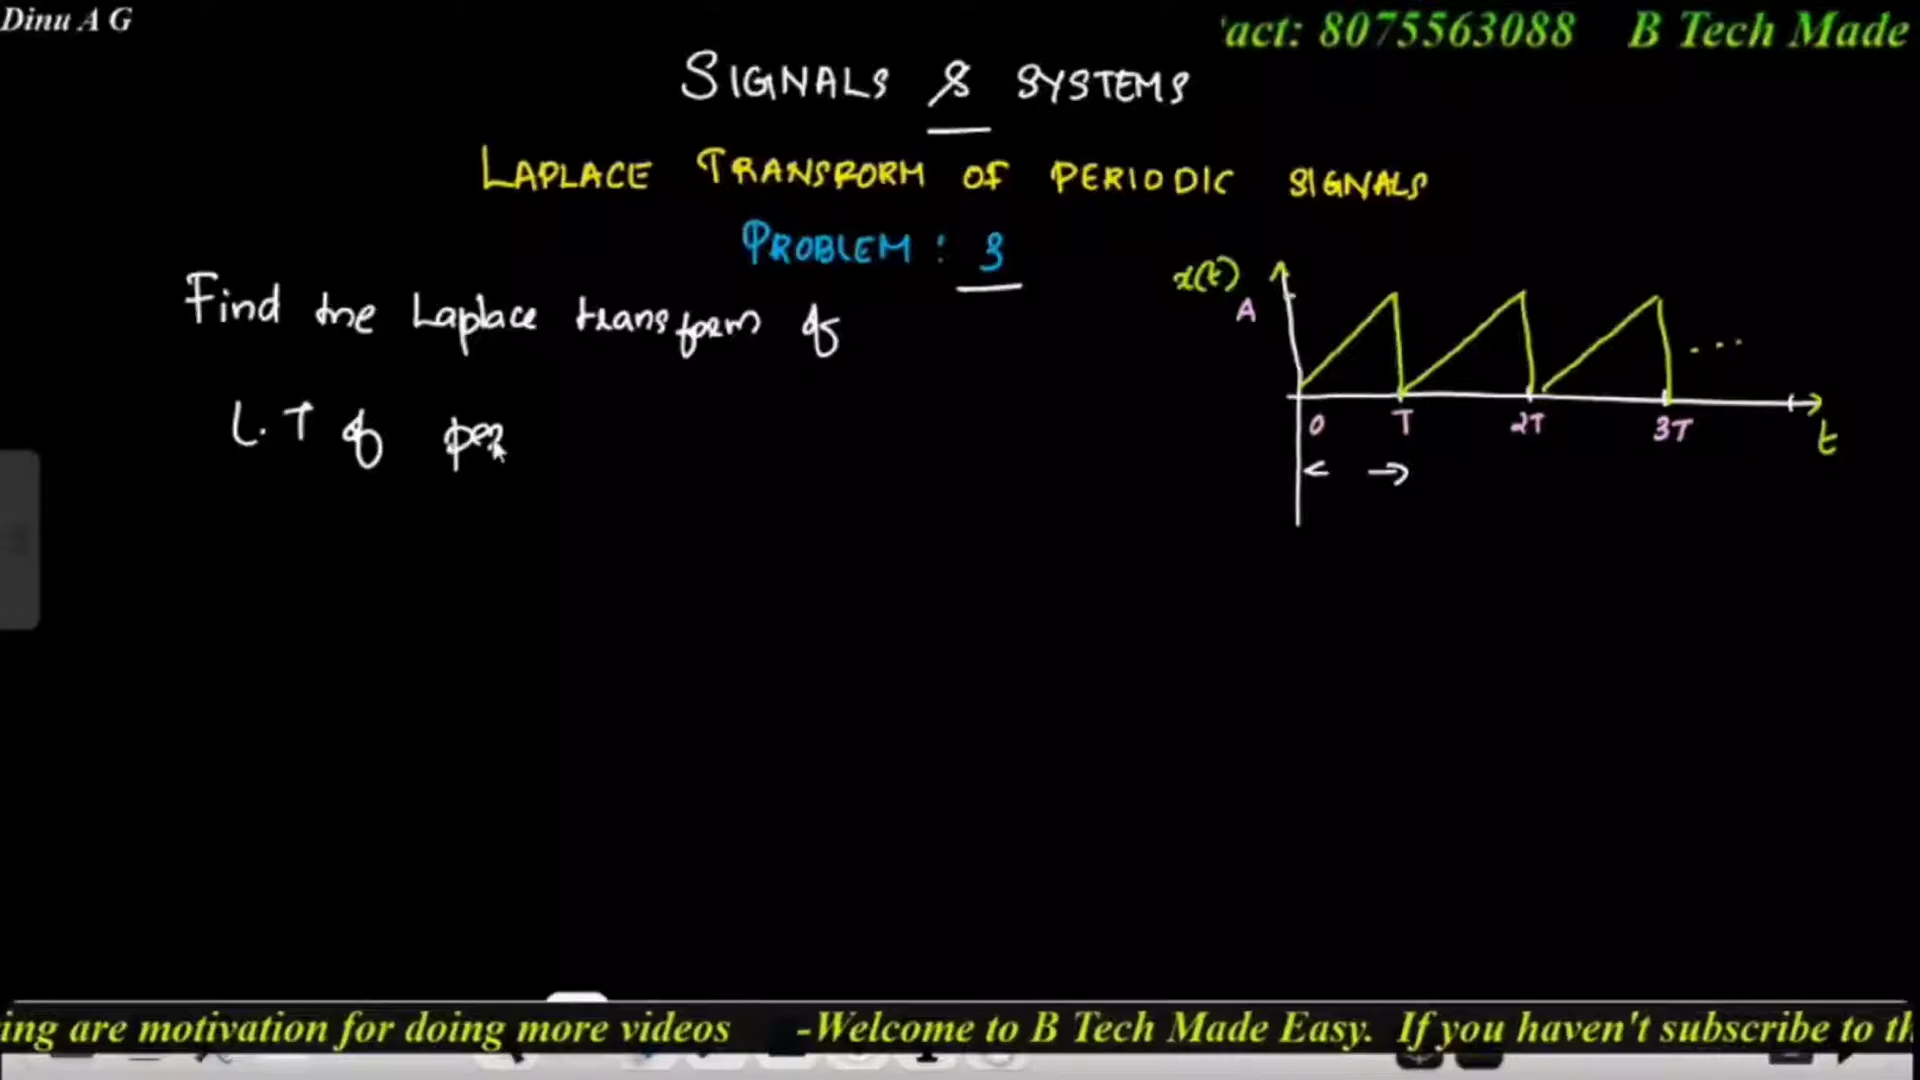 Dinu A G
'act: 8075563088 B Tech Made
SIGNALS & SYSTEMS
LAPLACE TRANSFORM OF PERIODIC SIGNALS
PROBLEM : 3
Find the Laplace transform of
x(t)
A
...
0 T 2T 3T
t
L.T of per
ing are motivation for doing more videos -Welcome to B Tech Made Easy. If you haven't subscribe to th